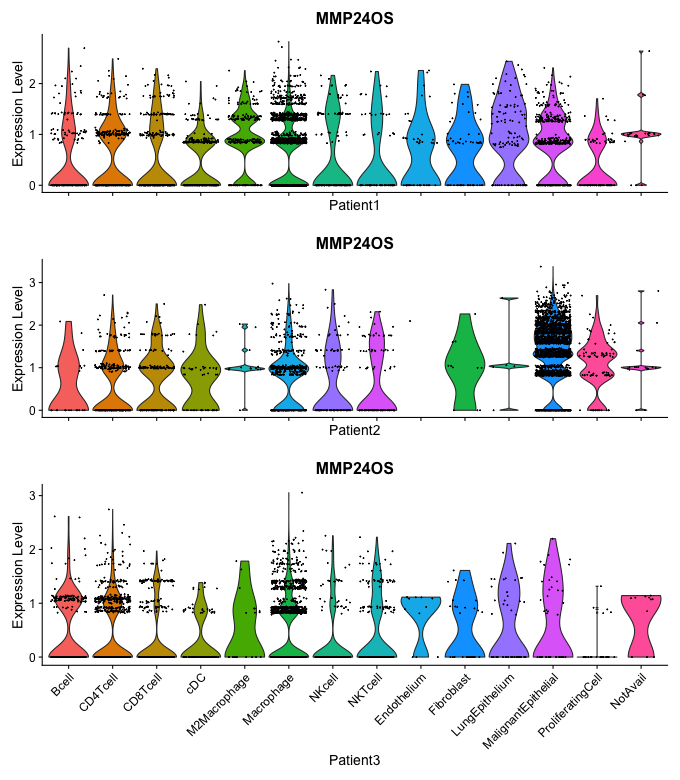 MMP24OS
Expression Level
2
1
0
Patient1
MMP24OS
Expression Level
3
2
1
0
Patient2
MMP24OS
Expression Level
3
2
1
0
Bcell
CD4Tcell
CD8Tcell
cDC
M2Macrophage
Macrophage
NKcell
NKTcell
Endothelium
Fibroblast
LungEpithelium
MalignantEpithelial
ProliferatingCell
NotAvail
Patient3